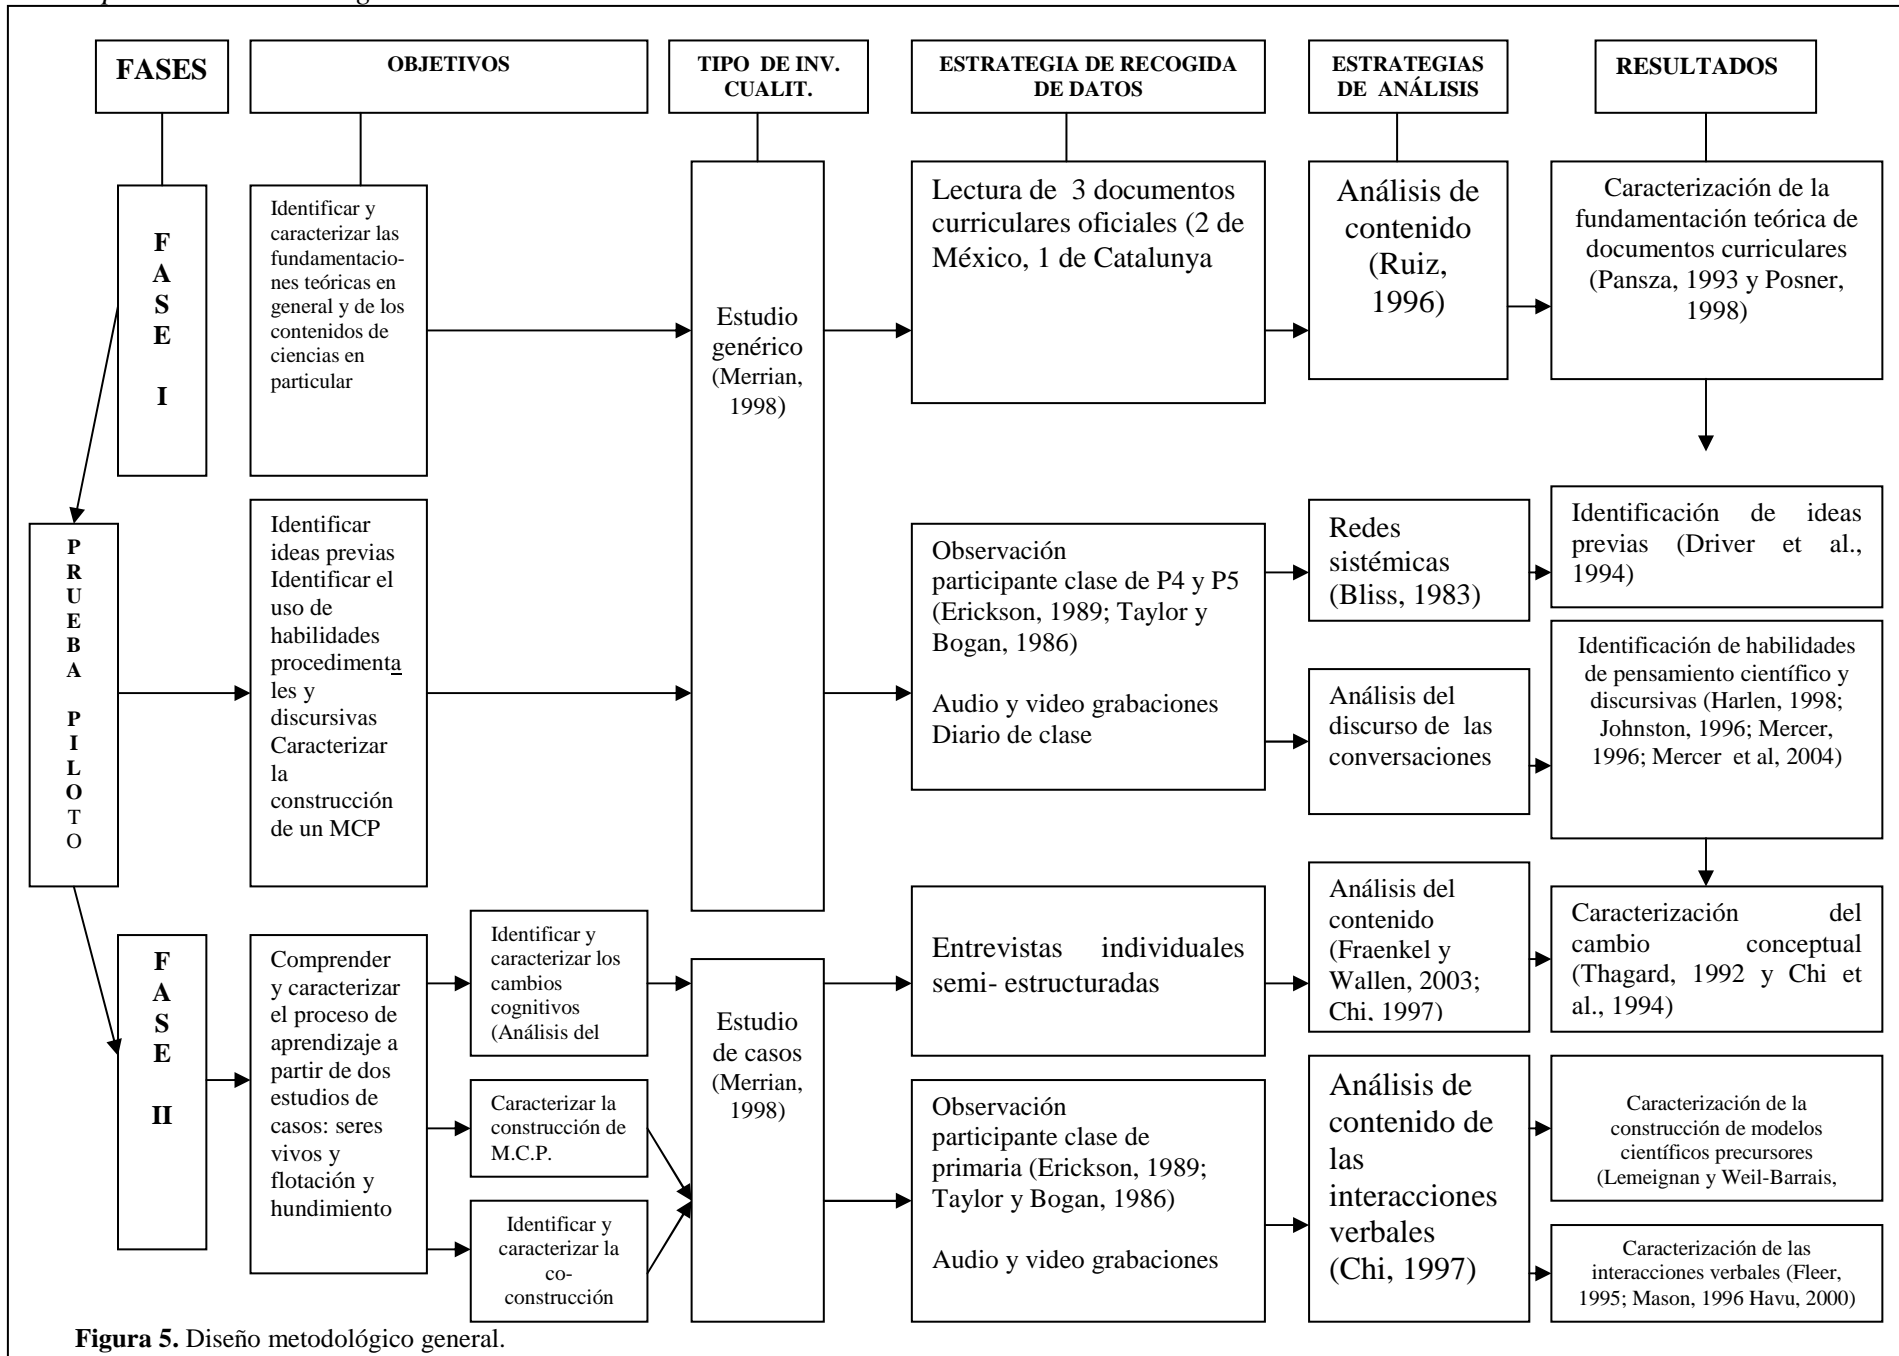 FASES
OBJETIVOS
TIPO DE INV.
CUALIT.
ESTRATEGIA DE RECOGIDA
DE DATOS
ESTRATEGIAS
DE ANÁLISIS
RESULTADOS
F
A
S
E
I
Identificar y
caracterizar las
fundamentacio-
nes teóricas en
general y de los
contenidos de
ciencias en
particular
Estudio
genérico
(Merrian,
1998)
Lectura de 3 documentos
curriculares oficiales (2 de
México, 1 de Catalunya
Análisis de
contenido
(Ruiz,
1996)
Caracterización de la
fundamentación teórica de
documentos curriculares
(Pansza, 1993 y Posner,
1998)
P
R
U
E
B
A
P
I
L
O
T
O
Identificar
ideas previas
Identificar el
uso de
habilidades
procedimenta
les y
discursivas
Caracterizar
la
construcción
de un MCP
Observación
participante clase de P4 y P5
(Erickson, 1989; Taylor y
Bogan, 1986)
Audio y video grabaciones
Diario de clase
Redes
sistémicas
(Bliss, 1983)
Identificación de ideas
previas (Driver et al.,
1994)
Análisis del
discurso de las
conversaciones
Identificación de habilidades
de pensamiento científico y
discursivas (Harlen, 1998;
Johnston, 1996; Mercer,
1996; Mercer et al, 2004)
F
A
S
E
II
Comprender
y caracterizar
el proceso de
aprendizaje a
partir de dos
estudios de
casos: seres
vivos y
flotación y
hundimiento
Identificar y
caracterizar los
cambios
cognitivos
(Análisis del
Caracterizar la
construcción de
M.C.P.
Identificar y
caracterizar la
co-
construcción
Estudio
de casos
(Merrian,
1998)
Entrevistas individuales
semi- estructuradas
Análisis del
contenido
(Fraenkel y
Wallen, 2003;
Chi, 1997)
Caracterización del
cambio conceptual
(Thagard, 1992 y Chi et
al., 1994)
Observación
participante clase de
primaria (Erickson, 1989;
Taylor y Bogan, 1986)
Audio y video grabaciones
Análisis de
contenido de
las
interacciones
verbales
(Chi, 1997)
Caracterización de la
construcción de modelos
científicos precursores
(Lemeignan y Weil-Barrais,
Caracterización de las
interacciones verbales (Fleer,
1995; Mason, 1996 Havu, 2000)
Figura 5. Diseño metodológico general.